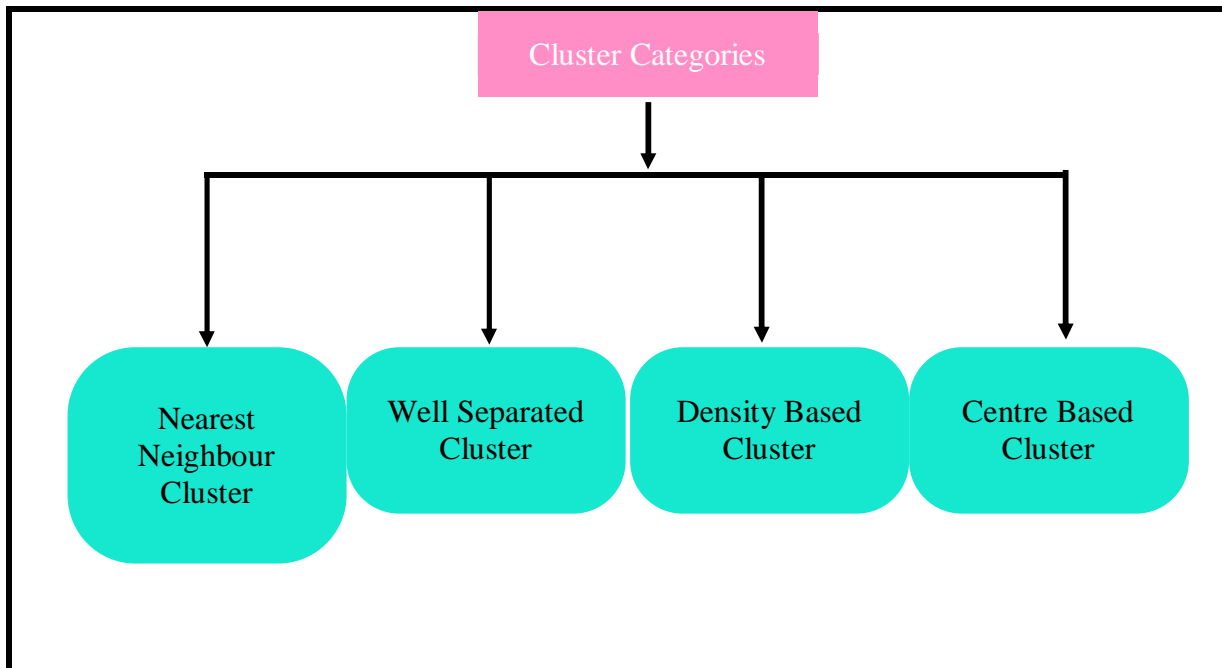 Cluster Categories
Nearest
Neighbour
Cluster
Well Separated
Cluster
Density Based
Cluster
Centre Based
Cluster